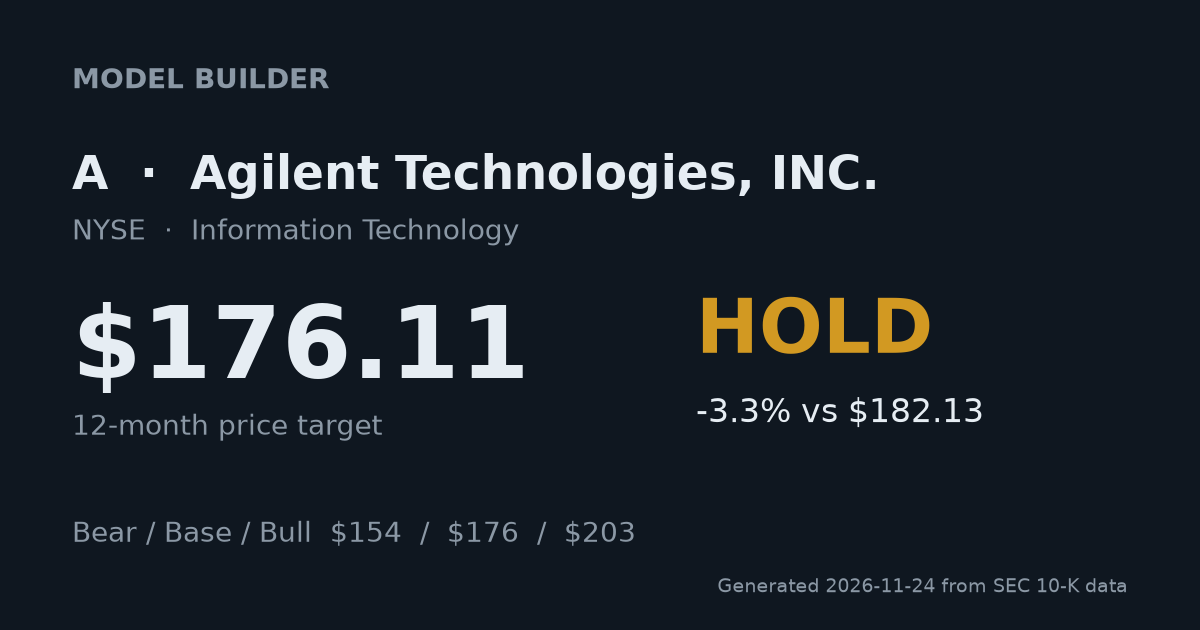 MODEL BUILDER
A · Agilent Technologies, INC.
NYSE · Information Technology
$176.11
HOLD
12-month price target
-3.3% vs $182.13
Bear / Base / Bull $154 / $176 / $203
Generated 2026-11-24 from SEC 10-K data